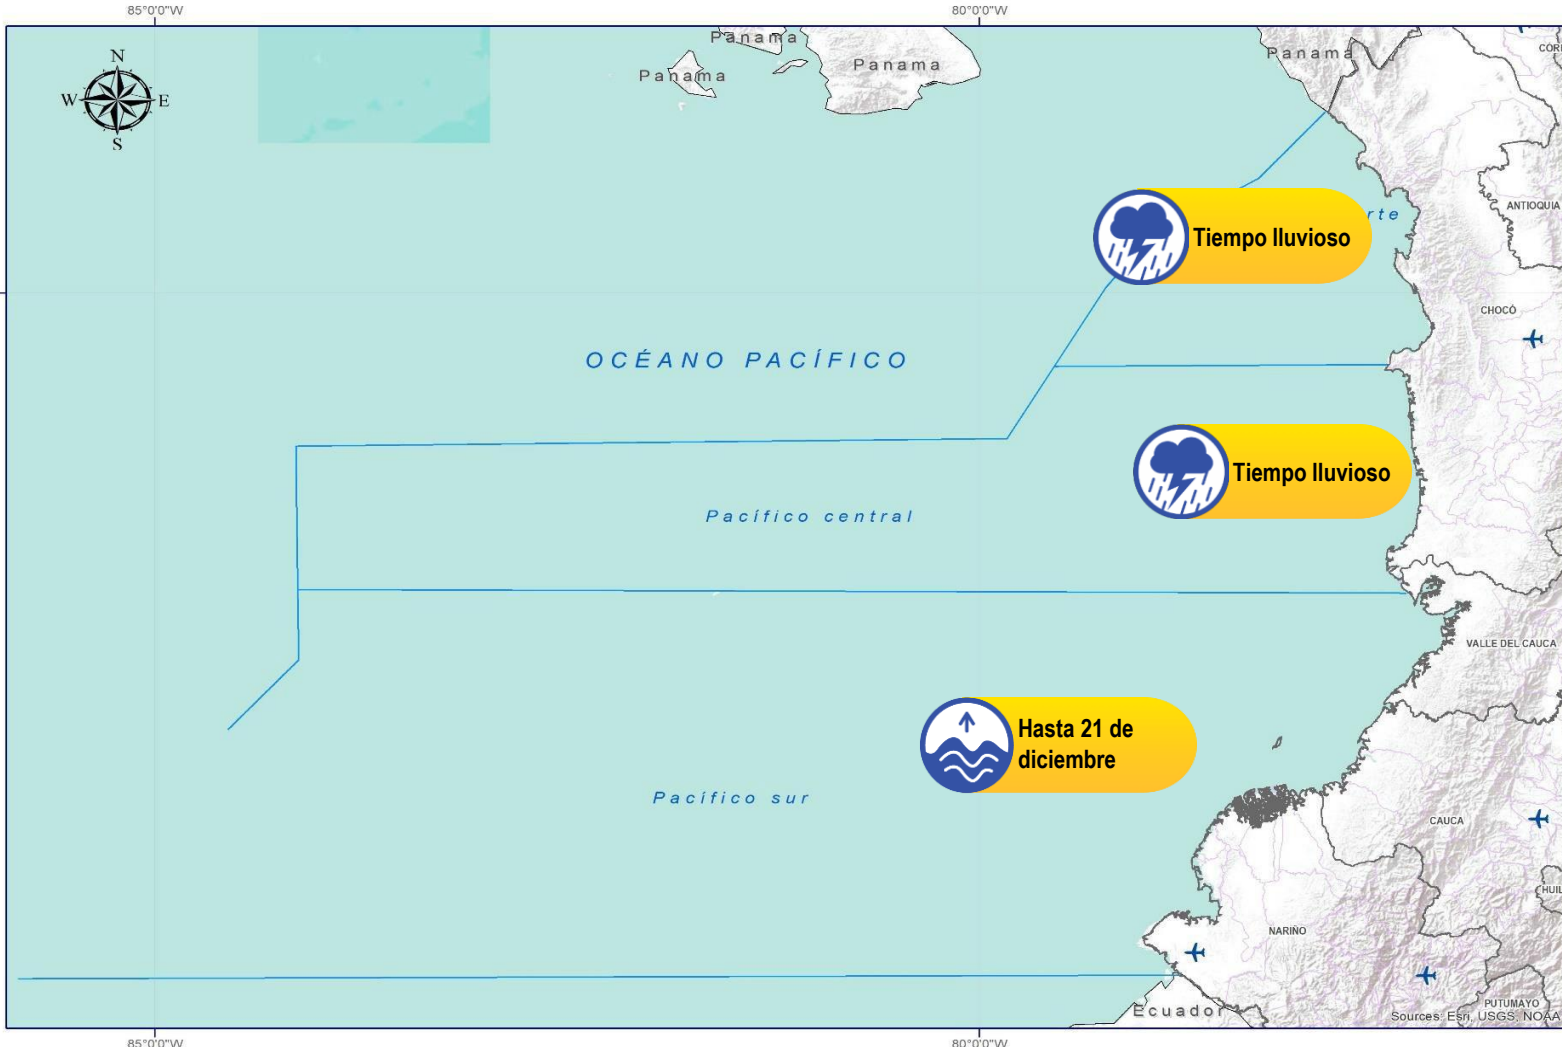 85°0'0"W
80°0'0"W
N
W
E
S
Panama
Panama
Panama
Panama
ANTIOQUIA
Tiempo lluvioso
rte
CHOCÓ
OCÉANO PACÍFICO
Tiempo lluvioso
Pacífico central
VALLE DEL CAUCA
Hasta 21 de
diciembre
Pacífico sur
CAUCA
HUIL
NARIÑO
PUTUMAYO
Ecuador
Sources: Esri, USGS, NOAA
85°0'0"W
80°0'0"W